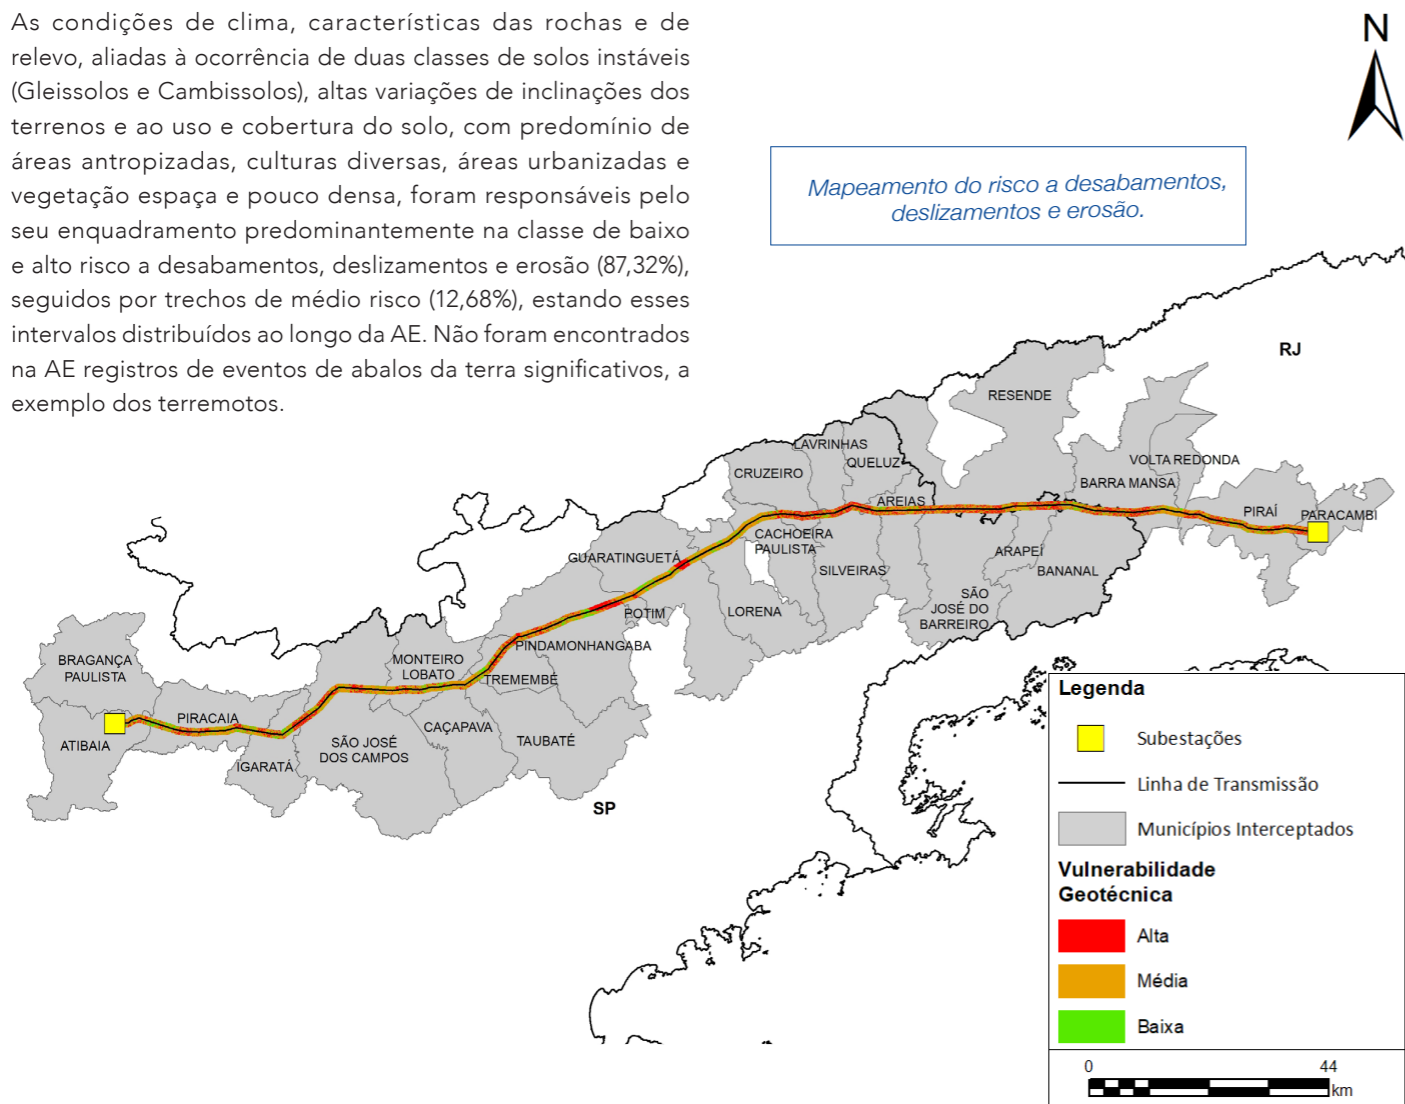 As condições de clima, características das rochas e de
relevo, aliadas à ocorrência de duas classes de solos instáveis
(Gleissolos e Cambissolos), altas variações de inclinações dos
terrenos e ao uso e cobertura do solo, com predomínio de
áreas antropizadas, culturas diversas, áreas urbanizadas e
vegetação espaça e pouco densa, foram responsáveis pelo
seu enquadramento predominantemente na classe de baixo
e alto risco a desabamentos, deslizamentos e erosão (87,32%),
seguidos por trechos de médio risco (12,68%), estando esses
intervalos distribuídos ao longo da AE. Não foram encontrados
na AE registros de eventos de abalos da terra significativos, a
exemplo dos terremotos.
N
Mapeamento do risco a desabamentos,
deslizamentos e erosão.
RJ
RESENDE
LAVRINHAS
QUELUZ
CRUZEIRO
VOLTA REDONDA
BARRA MANSA
AREIAS
PIRAÍ
PARACAMBI
CACHOEIRA
PAULISTA
GUARATINGUETÁ
SILVEIRAS
ARAPEÍ
BANANAL
LORENA
POTIM
SÃO
JOSÉ DO
BARREIRO
PINDAMONHANGABA
MONTEIRO
LOBATO
TREMEMBÉ
BRAGANÇA
PAULISTA
PIRACAIA
ATIBAIA
IGARATÁ
SÃO JOSÉ
DOS CAMPOS
CAÇAPAVA
TAUBATÉ
SP
Legenda
Subestações
Linha de Transmissão
Municípios Interceptados
Vulnerabilidade
Geotécnica
Alta
Média
Baixa
0 44
km